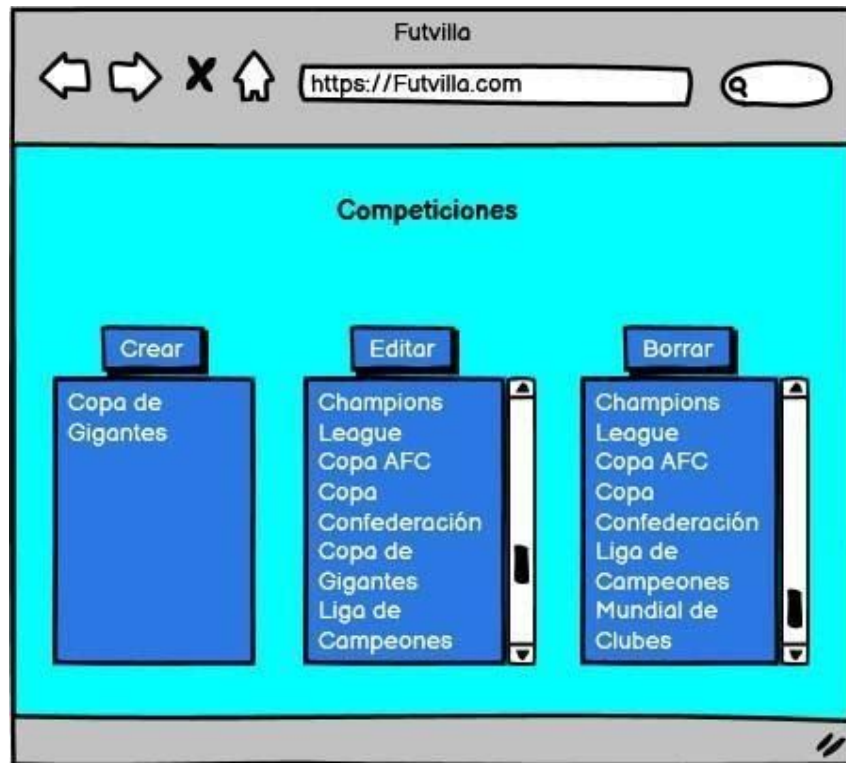 Futvilla
https://Futvilla.com
Competiciones
Crear
Copa de
Gigantes
Editar
Champions
League
Copa AFC
Copa
Confederación
Copa de
Gigantes
Liga de
Campeones
Borrar
Champions
League
Copa AFC
Copa
Confederación
Liga de
Campeones
Mundial de
Clubes